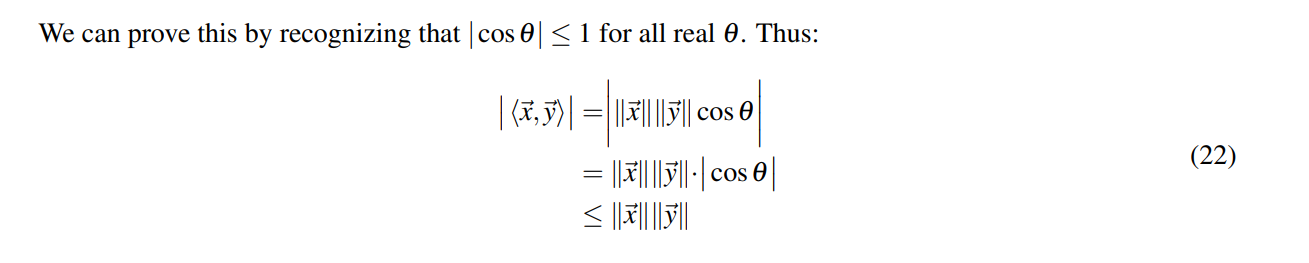 We can prove this by recognizing that |cos θ| ≤ 1 for all real θ. Thus:
|⟨x⃗, y⃗⟩| = |‖x⃗‖‖y⃗‖ cos θ|
= ‖x⃗‖‖y⃗‖·|cos θ|
(22)
≤ ‖x⃗‖‖y⃗‖